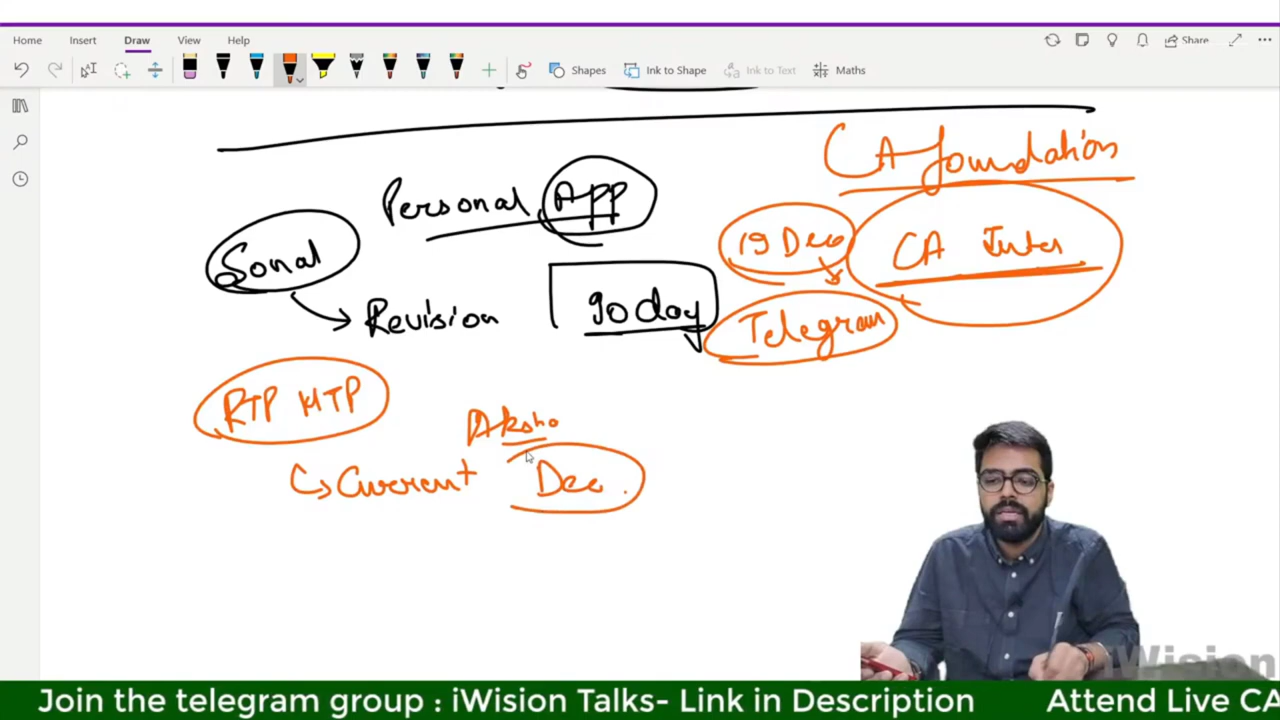 Home Insert Draw View Help Share
Shapes Ink to Shape Ink to Text Maths
CA foundation
Personal App
19 Dec CA Inter
Sonal
Revision 90 day Telegram
RTP MTP
Aksha
Current Dec.
iWision
Join the telegram group : iWision Talks- Link in Description Attend Live CA